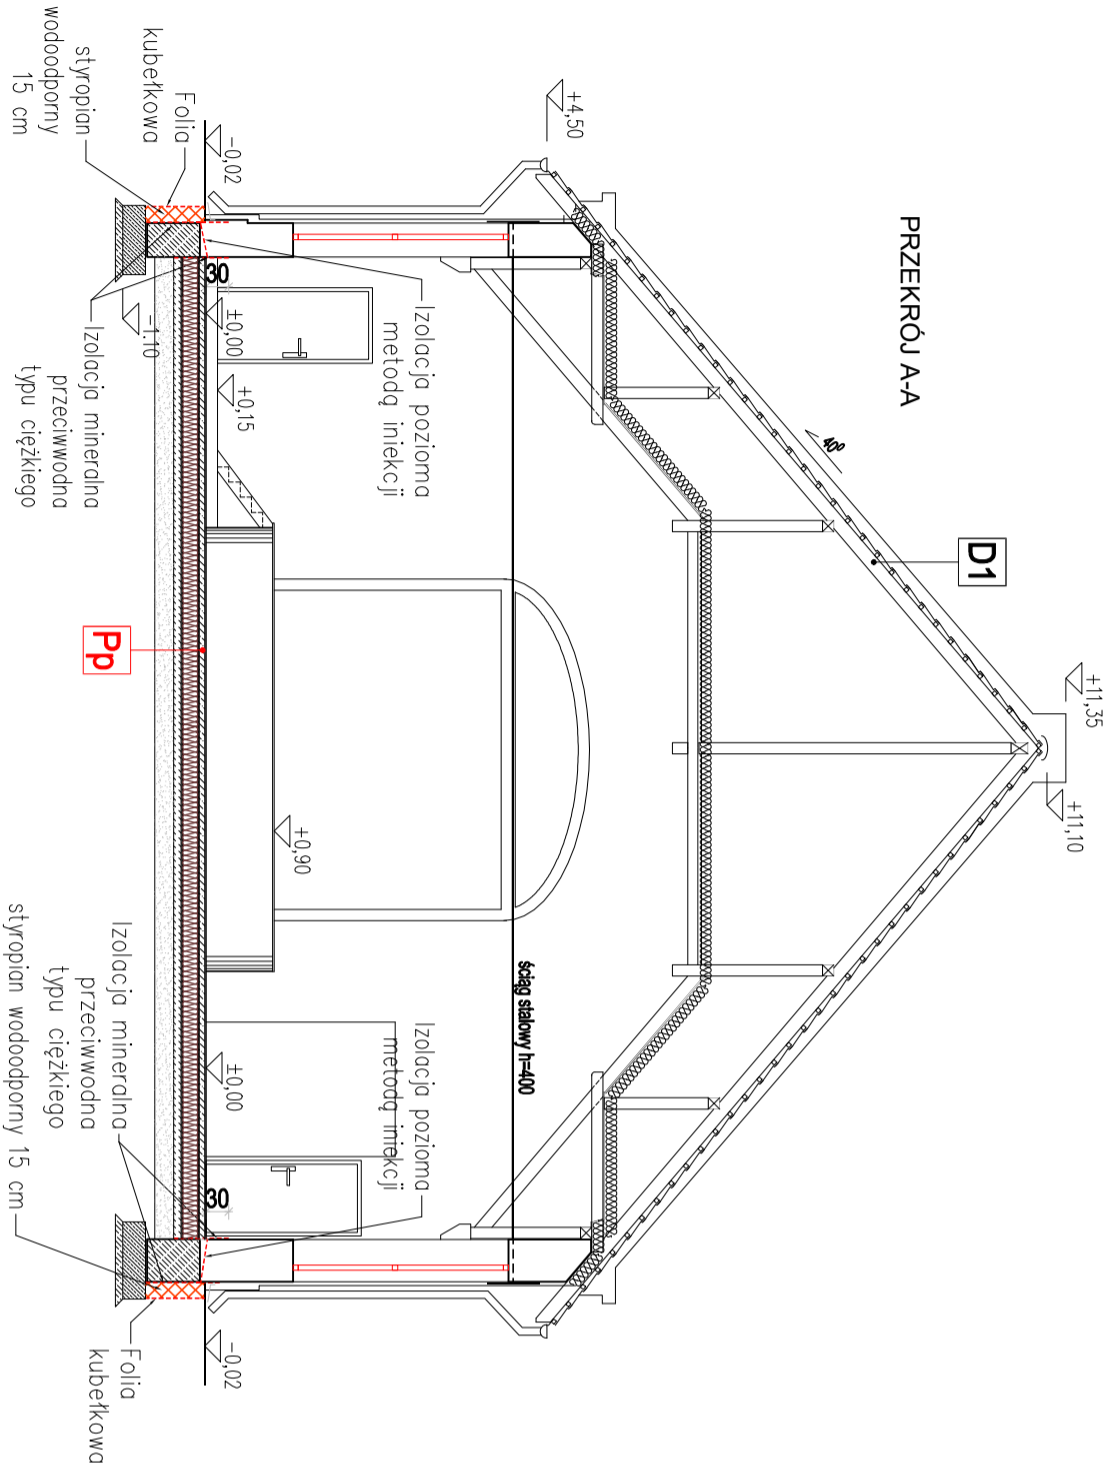 PRZEKRÓJ A-A
+11,35
+11,10
D1
40°
+4,50
ściąg stalowy h=400
Izolacja pozioma
metodą iniekcji
Izolacja pozioma
metodą iniekcji
+0,90
+0,15
±0,00
±0,00
30
30
-0,02
-0,02
-1.10
Pp
Folia
kubełkowa
styropian
wodoodporny
15 cm
Izolacja mineralna
przeciwwodna
typu ciężkiego
Izolacja mineralna
przeciwwodna
typu ciężkiego
styropian wodoodporny 15 cm
Folia
kubełkowa